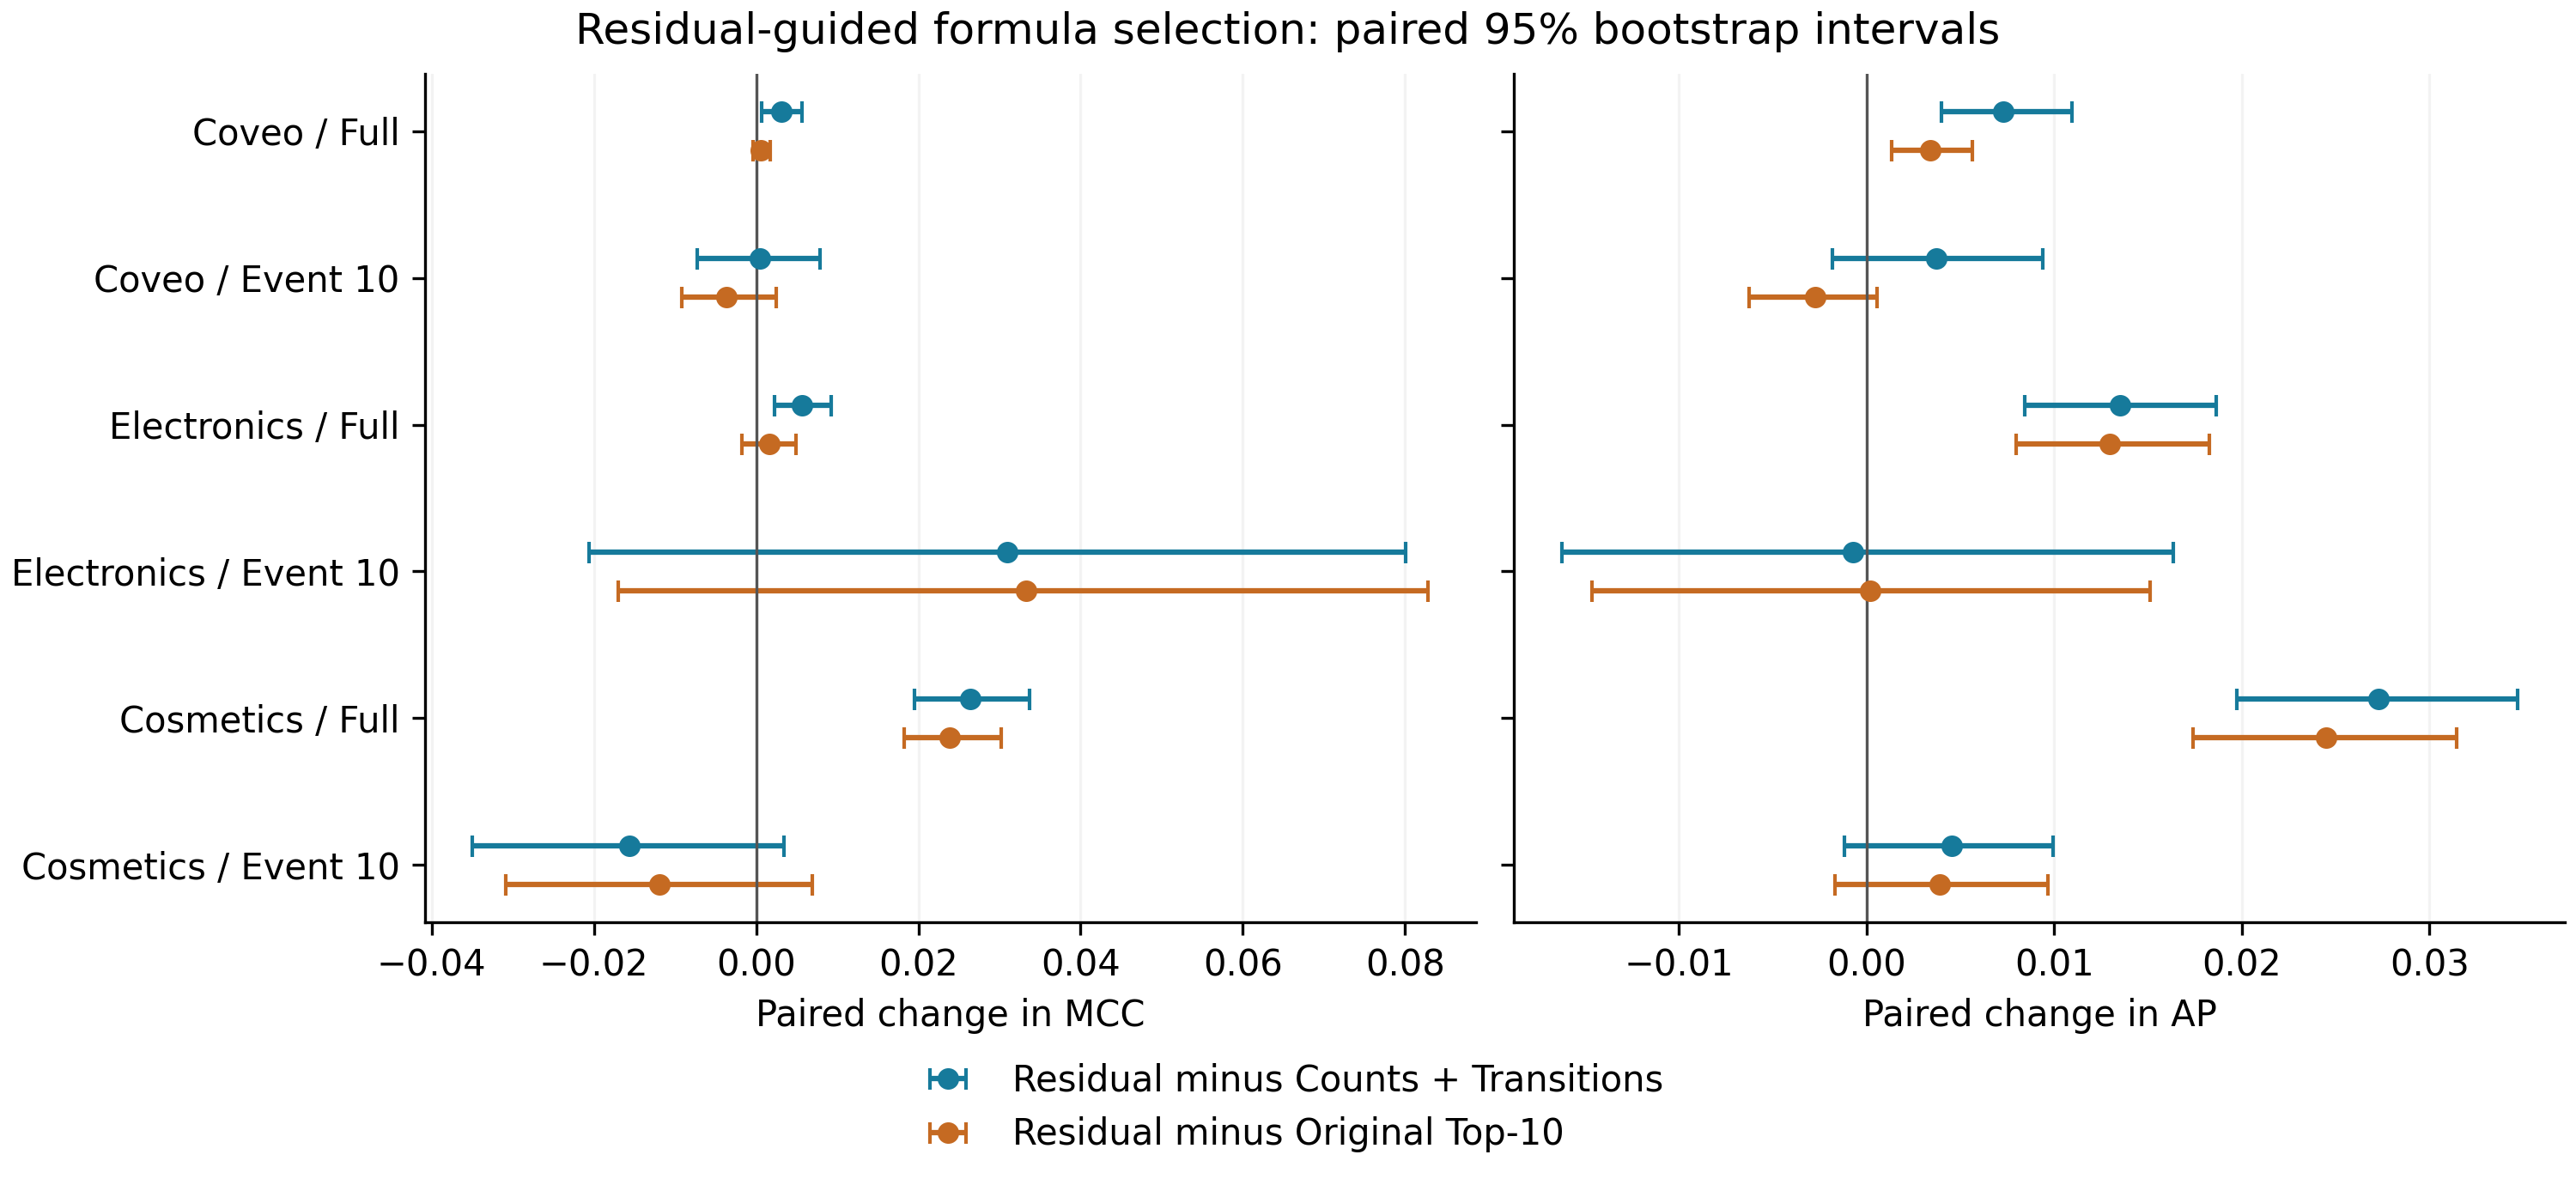 Residual-guided formula selection: paired 95% bootstrap intervals
Coveo / Full
Coveo / Event 10
Electronics / Full
Electronics / Event 10
Cosmetics / Full
Cosmetics / Event 10
−0.04 −0.02 0.00 0.02 0.04 0.06 0.08
Paired change in MCC
−0.01 0.00 0.01 0.02 0.03
Paired change in AP
Residual minus Counts + Transitions
Residual minus Original Top-10